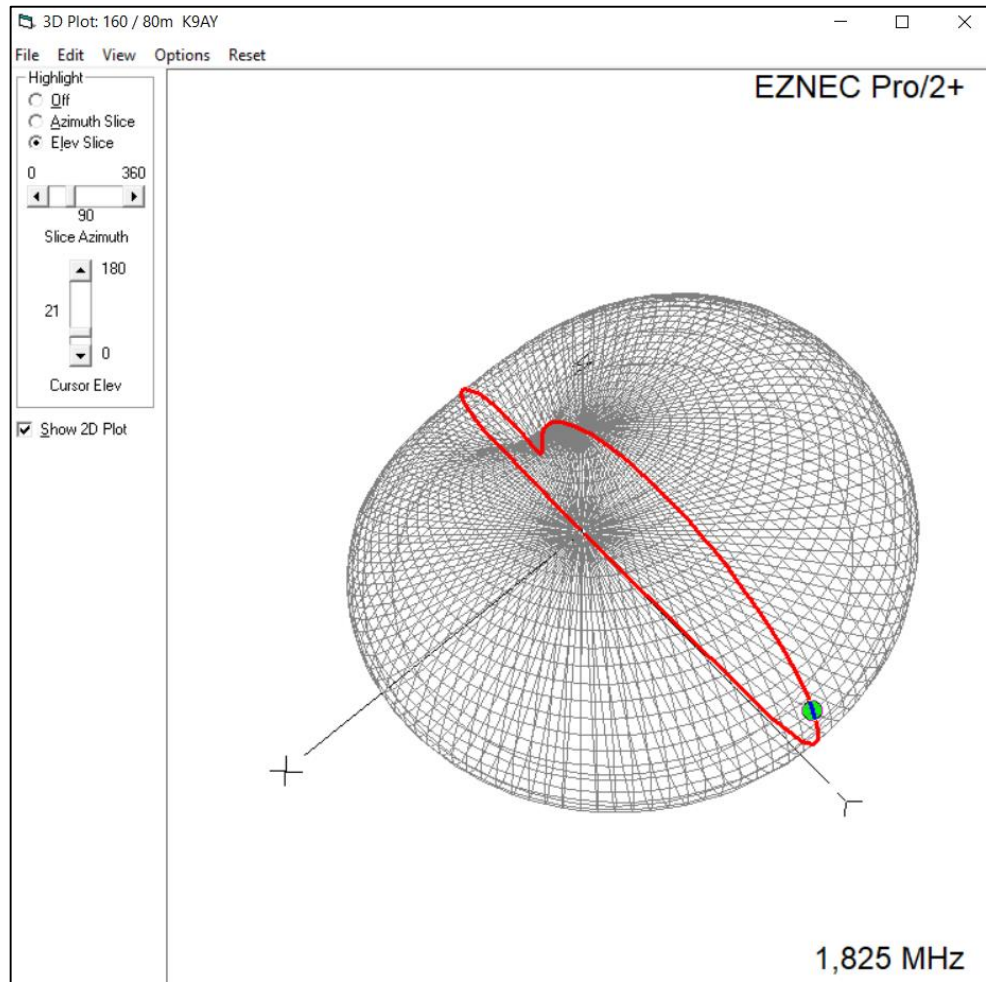 3D Plot: 160 / 80m K9AY
File Edit View Options Reset
Highlight
Off
Azimuth Slice
Elev Slice
0 360
90
Slice Azimuth
180
21
0
Cursor Elev
Show 2D Plot
EZNEC Pro/2+
X
Y
1,825 MHz